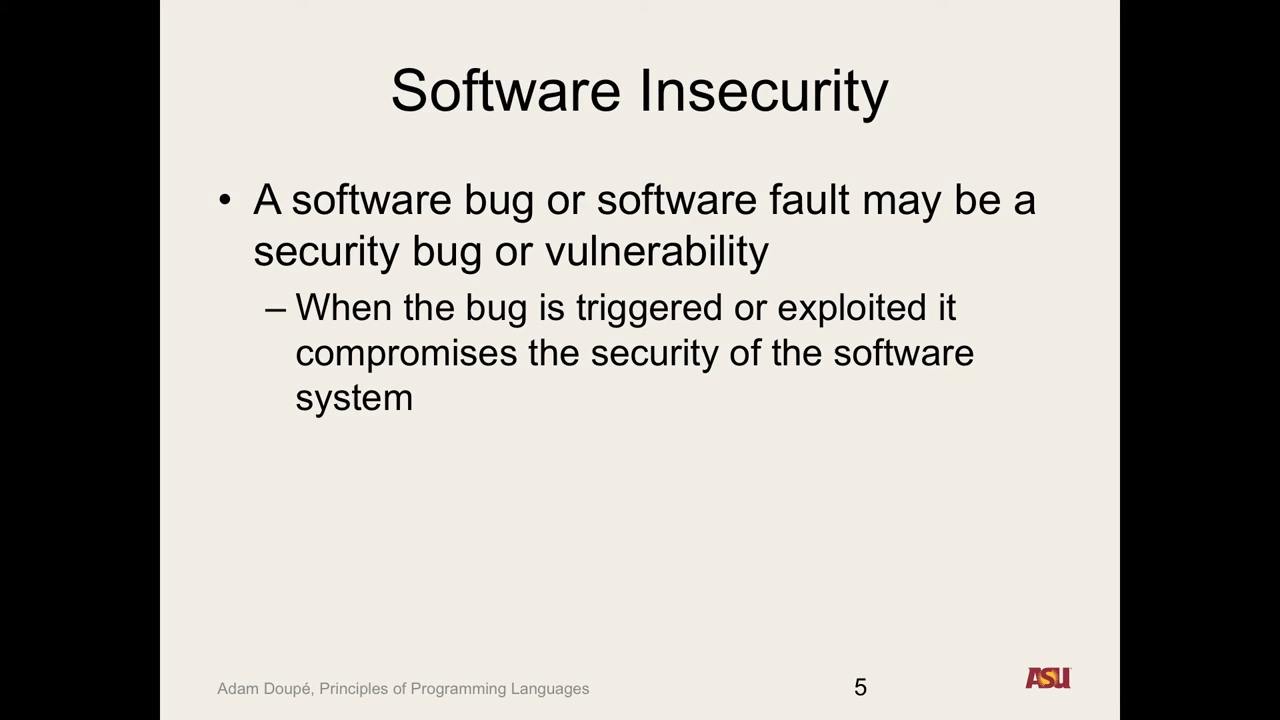 Software Insecurity
• A software bug or software fault may be a
security bug or vulnerability
– When the bug is triggered or exploited it
compromises the security of the software
system
Adam Doupé, Principles of Programming Languages
5
ASU